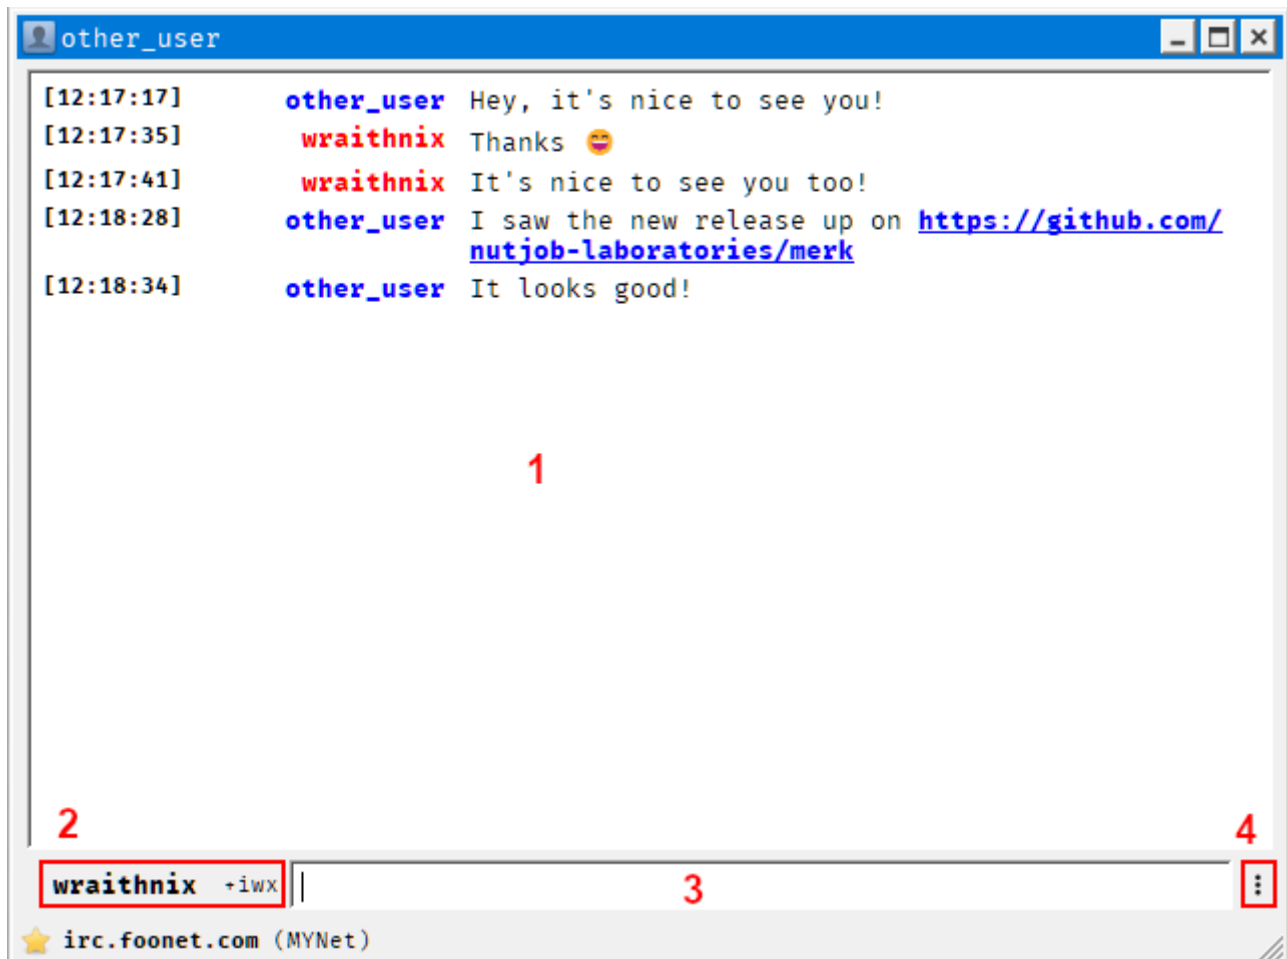 other_user
[12:17:17] other_user Hey, it's nice to see you!
[12:17:35] wraithnix Thanks 😄
[12:17:41] wraithnix It's nice to see you too!
[12:18:28] other_user I saw the new release up on https://github.com/
nutjob-laboratories/merk
[12:18:34] other_user It looks good!
1
2
4
wraithnix +iwx
3
irc.foonet.com (MYNet)